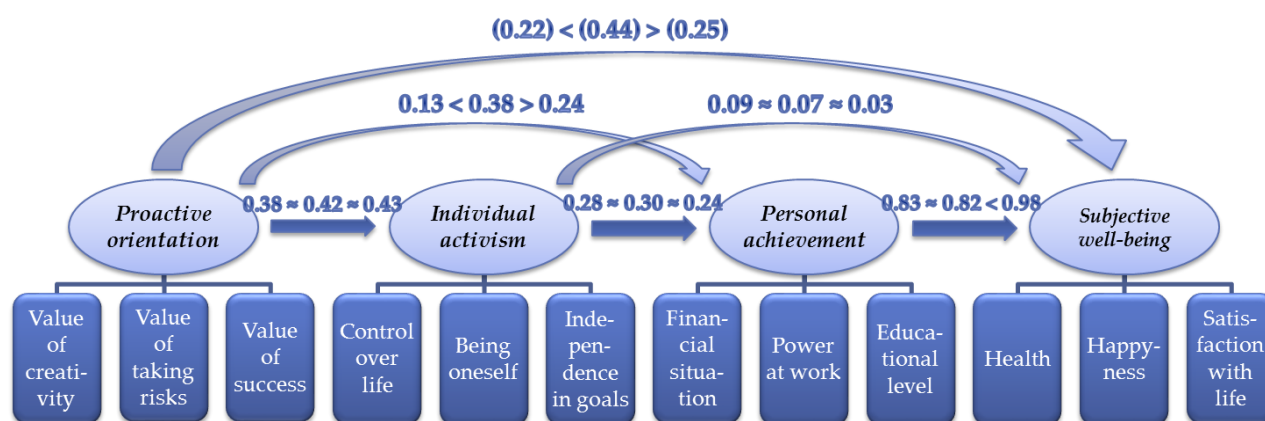 (0.22) < (0.44) > (0.25)
0.13 < 0.38 > 0.24
0.09 ≈ 0.07 ≈ 0.03
Proactive
orientation
0.38 ≈ 0.42 ≈ 0.43
Individual
activism
0.28 ≈ 0.30 ≈ 0.24
Personal
achievement
0.83 ≈ 0.82 < 0.98
Subjective
well-being
Value
of
creati-
vity
Value
of
taking
risks
Value
of
success
Control
over
life
Being
oneself
Inde-
pen-
dence
in goals
Finan-
cial
situa-
tion
Power
at work
Educa-
tional
level
Health
Happy-
ness
Satis-
faction
with
life